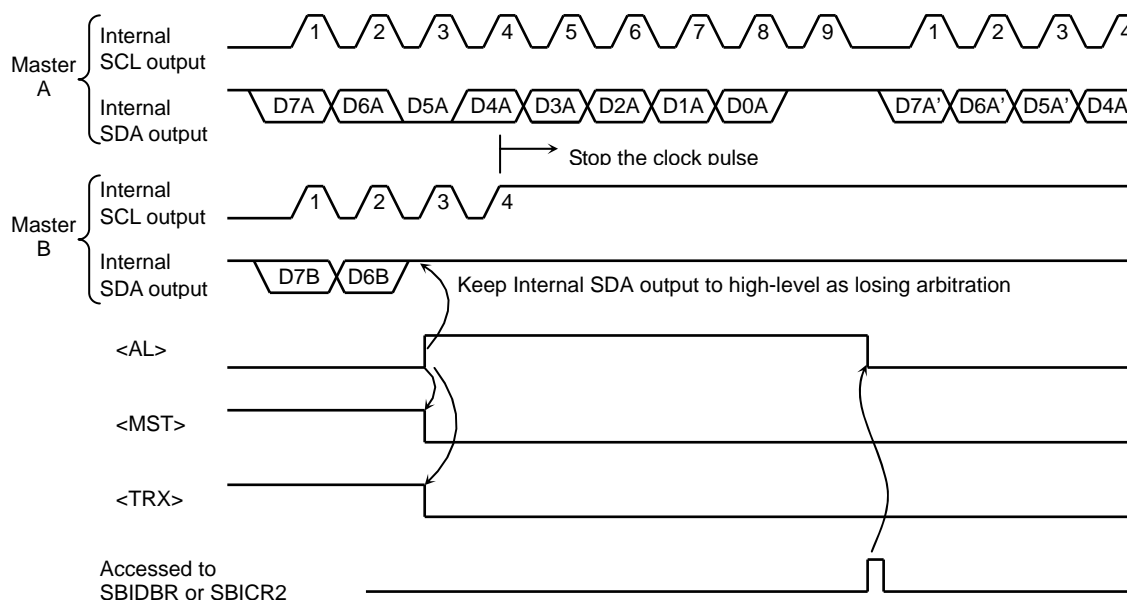 Master A
Internal SCL output
1 2 3 4 5 6 7 8 9 1 2 3 4
Internal SDA output
D7A D6A D5A D4A D3A D2A D1A D0A D7A’ D6A’ D5A’ D4A
Stop the clock pulse
Master B
Internal SCL output
1 2 3 4
Internal SDA output
D7B D6B
Keep Internal SDA output to high-level as losing arbitration
<AL>
<MST>
<TRX>
Accessed to
SBIDBR or SBICR2